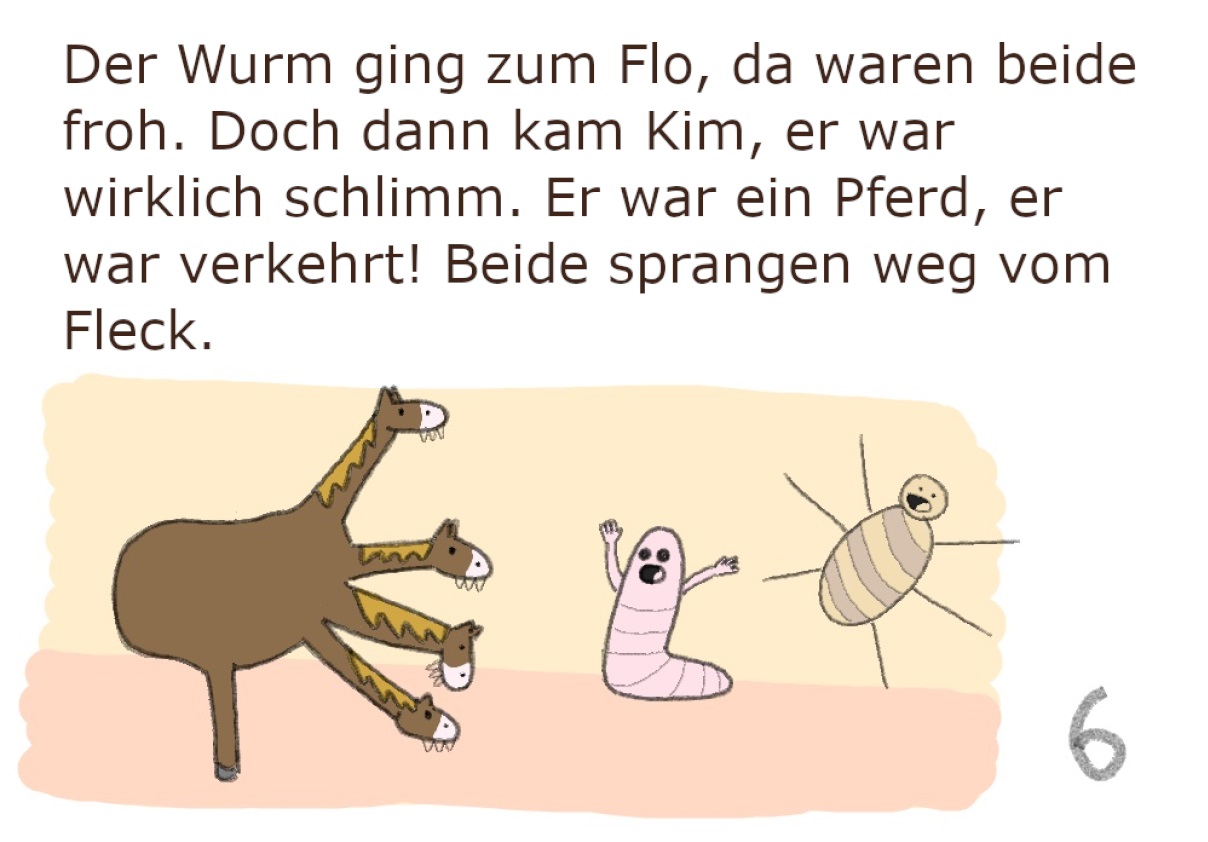 Der Wurm ging zum Flo, da waren beide
froh. Doch dann kam Kim, er war
wirklich schlimm. Er war ein Pferd, er
war verkehrt! Beide sprangen weg vom
Fleck.
6